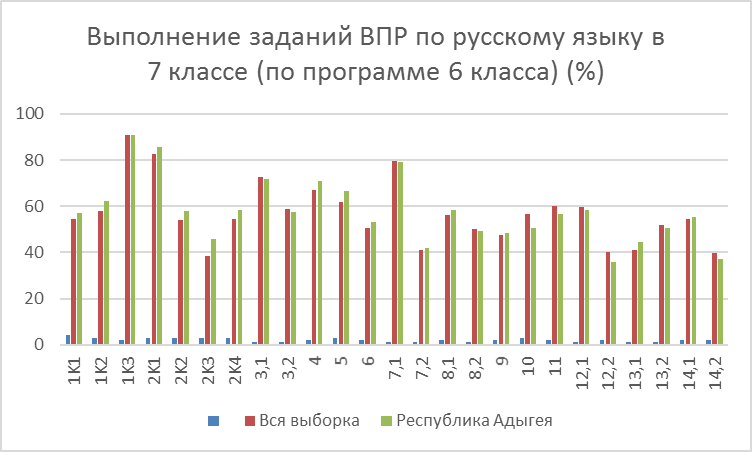 Выполнение заданий ВПР по русскому языку в
7 классе (по программе 6 класса) (%)
100
80
60
40
20
0
1К1
1К2
1К3
2К1
2К2
2К3
2К4
3,1
3,2
4
5
6
7,1
7,2
8,1
8,2
9
10
11
12,1
12,2
13,1
13,2
14,1
14,2
Вся выборка
Республика Адыгея